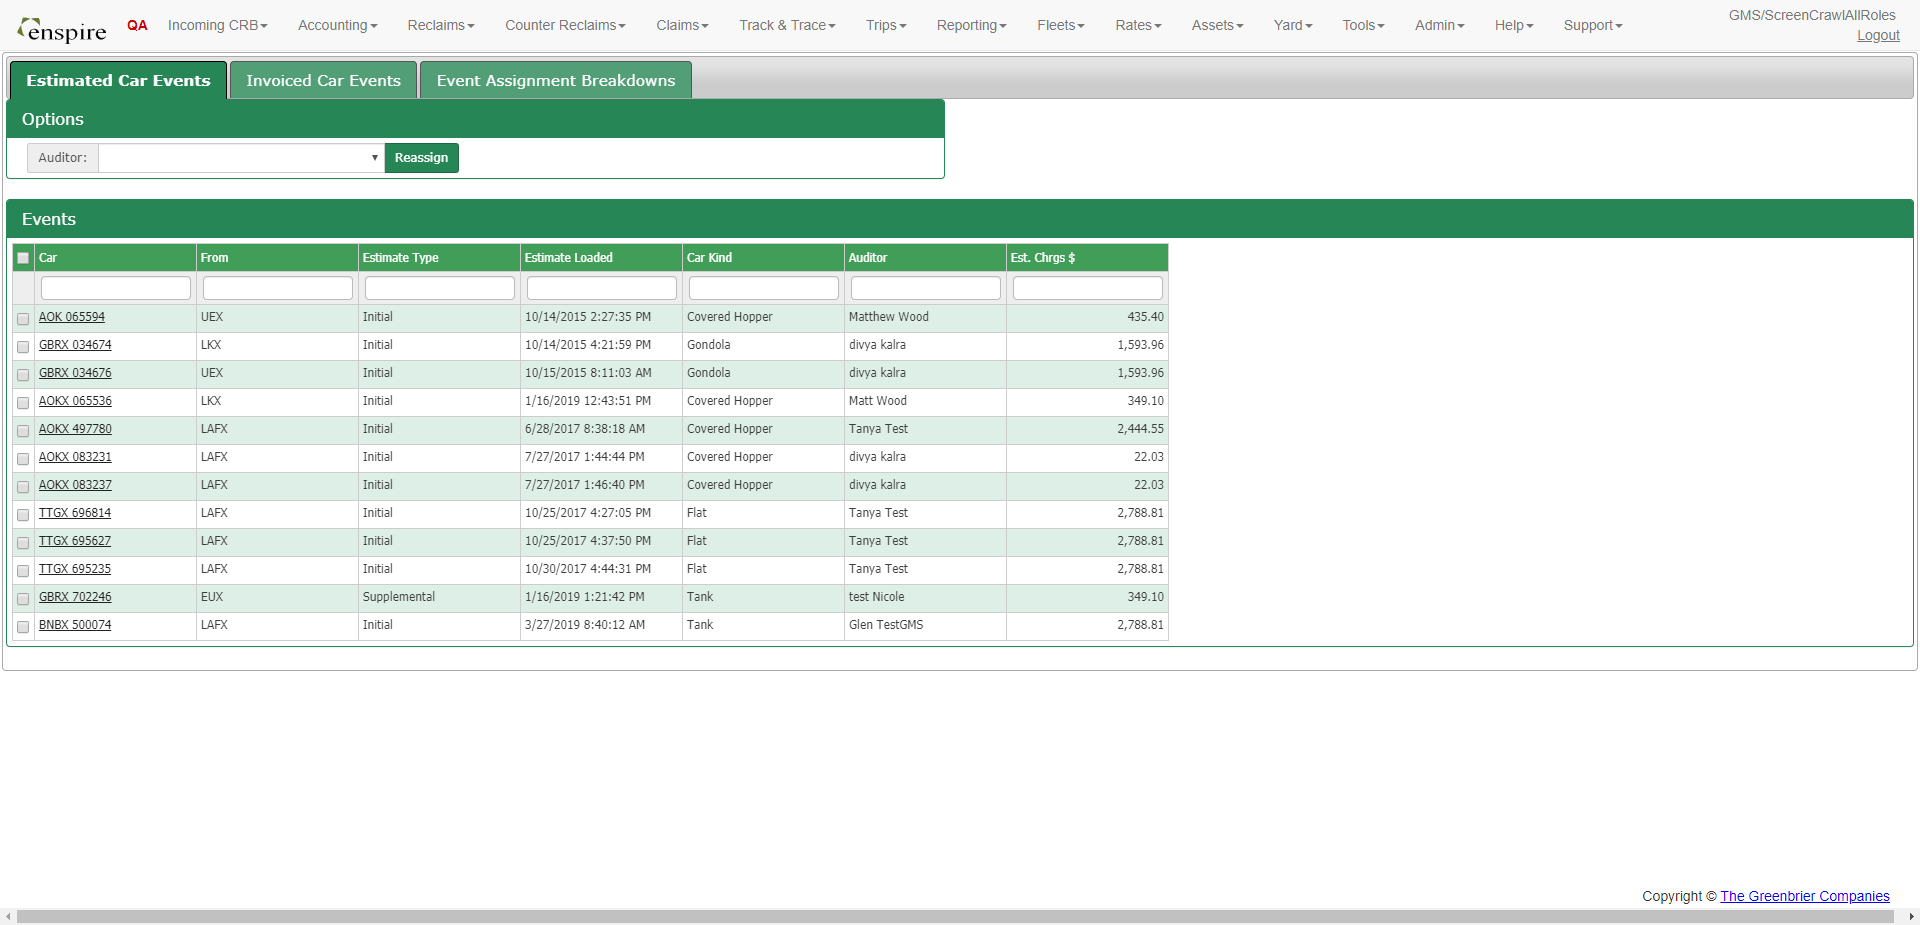 enspire QA Incoming CRB Accounting Reclaims Counter Reclaims Claims Track & Trace Trips Reporting Fleets Rates Assets Yard Tools Admin Help Support GMS/ScreenCrawlAllRoles
Logout
Estimated Car Events Invoiced Car Events Event Assignment Breakdowns
Options
Auditor: Reassign
Events
Car From Estimate Type Estimate Loaded Car Kind Auditor Est. Chrgs $
AOK 065594 UEX Initial 10/14/2015 2:27:35 PM Covered Hopper Matthew Wood 435.40
GBRX 034674 LKX Initial 10/14/2015 4:21:59 PM Gondola divya kalra 1,593.96
GBRX 034676 UEX Initial 10/15/2015 8:11:03 AM Gondola divya kalra 1,593.96
AOKX 065536 LKX Initial 1/16/2019 12:43:51 PM Covered Hopper Matt Wood 349.10
AOKX 497780 LAFX Initial 6/28/2017 8:38:18 AM Covered Hopper Tanya Test 2,444.55
AOKX 083231 LAFX Initial 7/27/2017 1:44:44 PM Covered Hopper divya kalra 22.03
AOKX 083237 LAFX Initial 7/27/2017 1:46:40 PM Covered Hopper divya kalra 22.03
TTGX 696814 LAFX Initial 10/25/2017 4:27:05 PM Flat Tanya Test 2,788.81
TTGX 695627 LAFX Initial 10/25/2017 4:37:50 PM Flat Tanya Test 2,788.81
TTGX 695235 LAFX Initial 10/30/2017 4:44:31 PM Flat Tanya Test 2,788.81
GBRX 702246 EUX Supplemental 1/16/2019 1:21:42 PM Tank test Nicole 349.10
BNBX 500074 LAFX Initial 3/27/2019 8:40:12 AM Tank Glen TestGMS 2,788.81
Copyright © The Greenbrier Companies